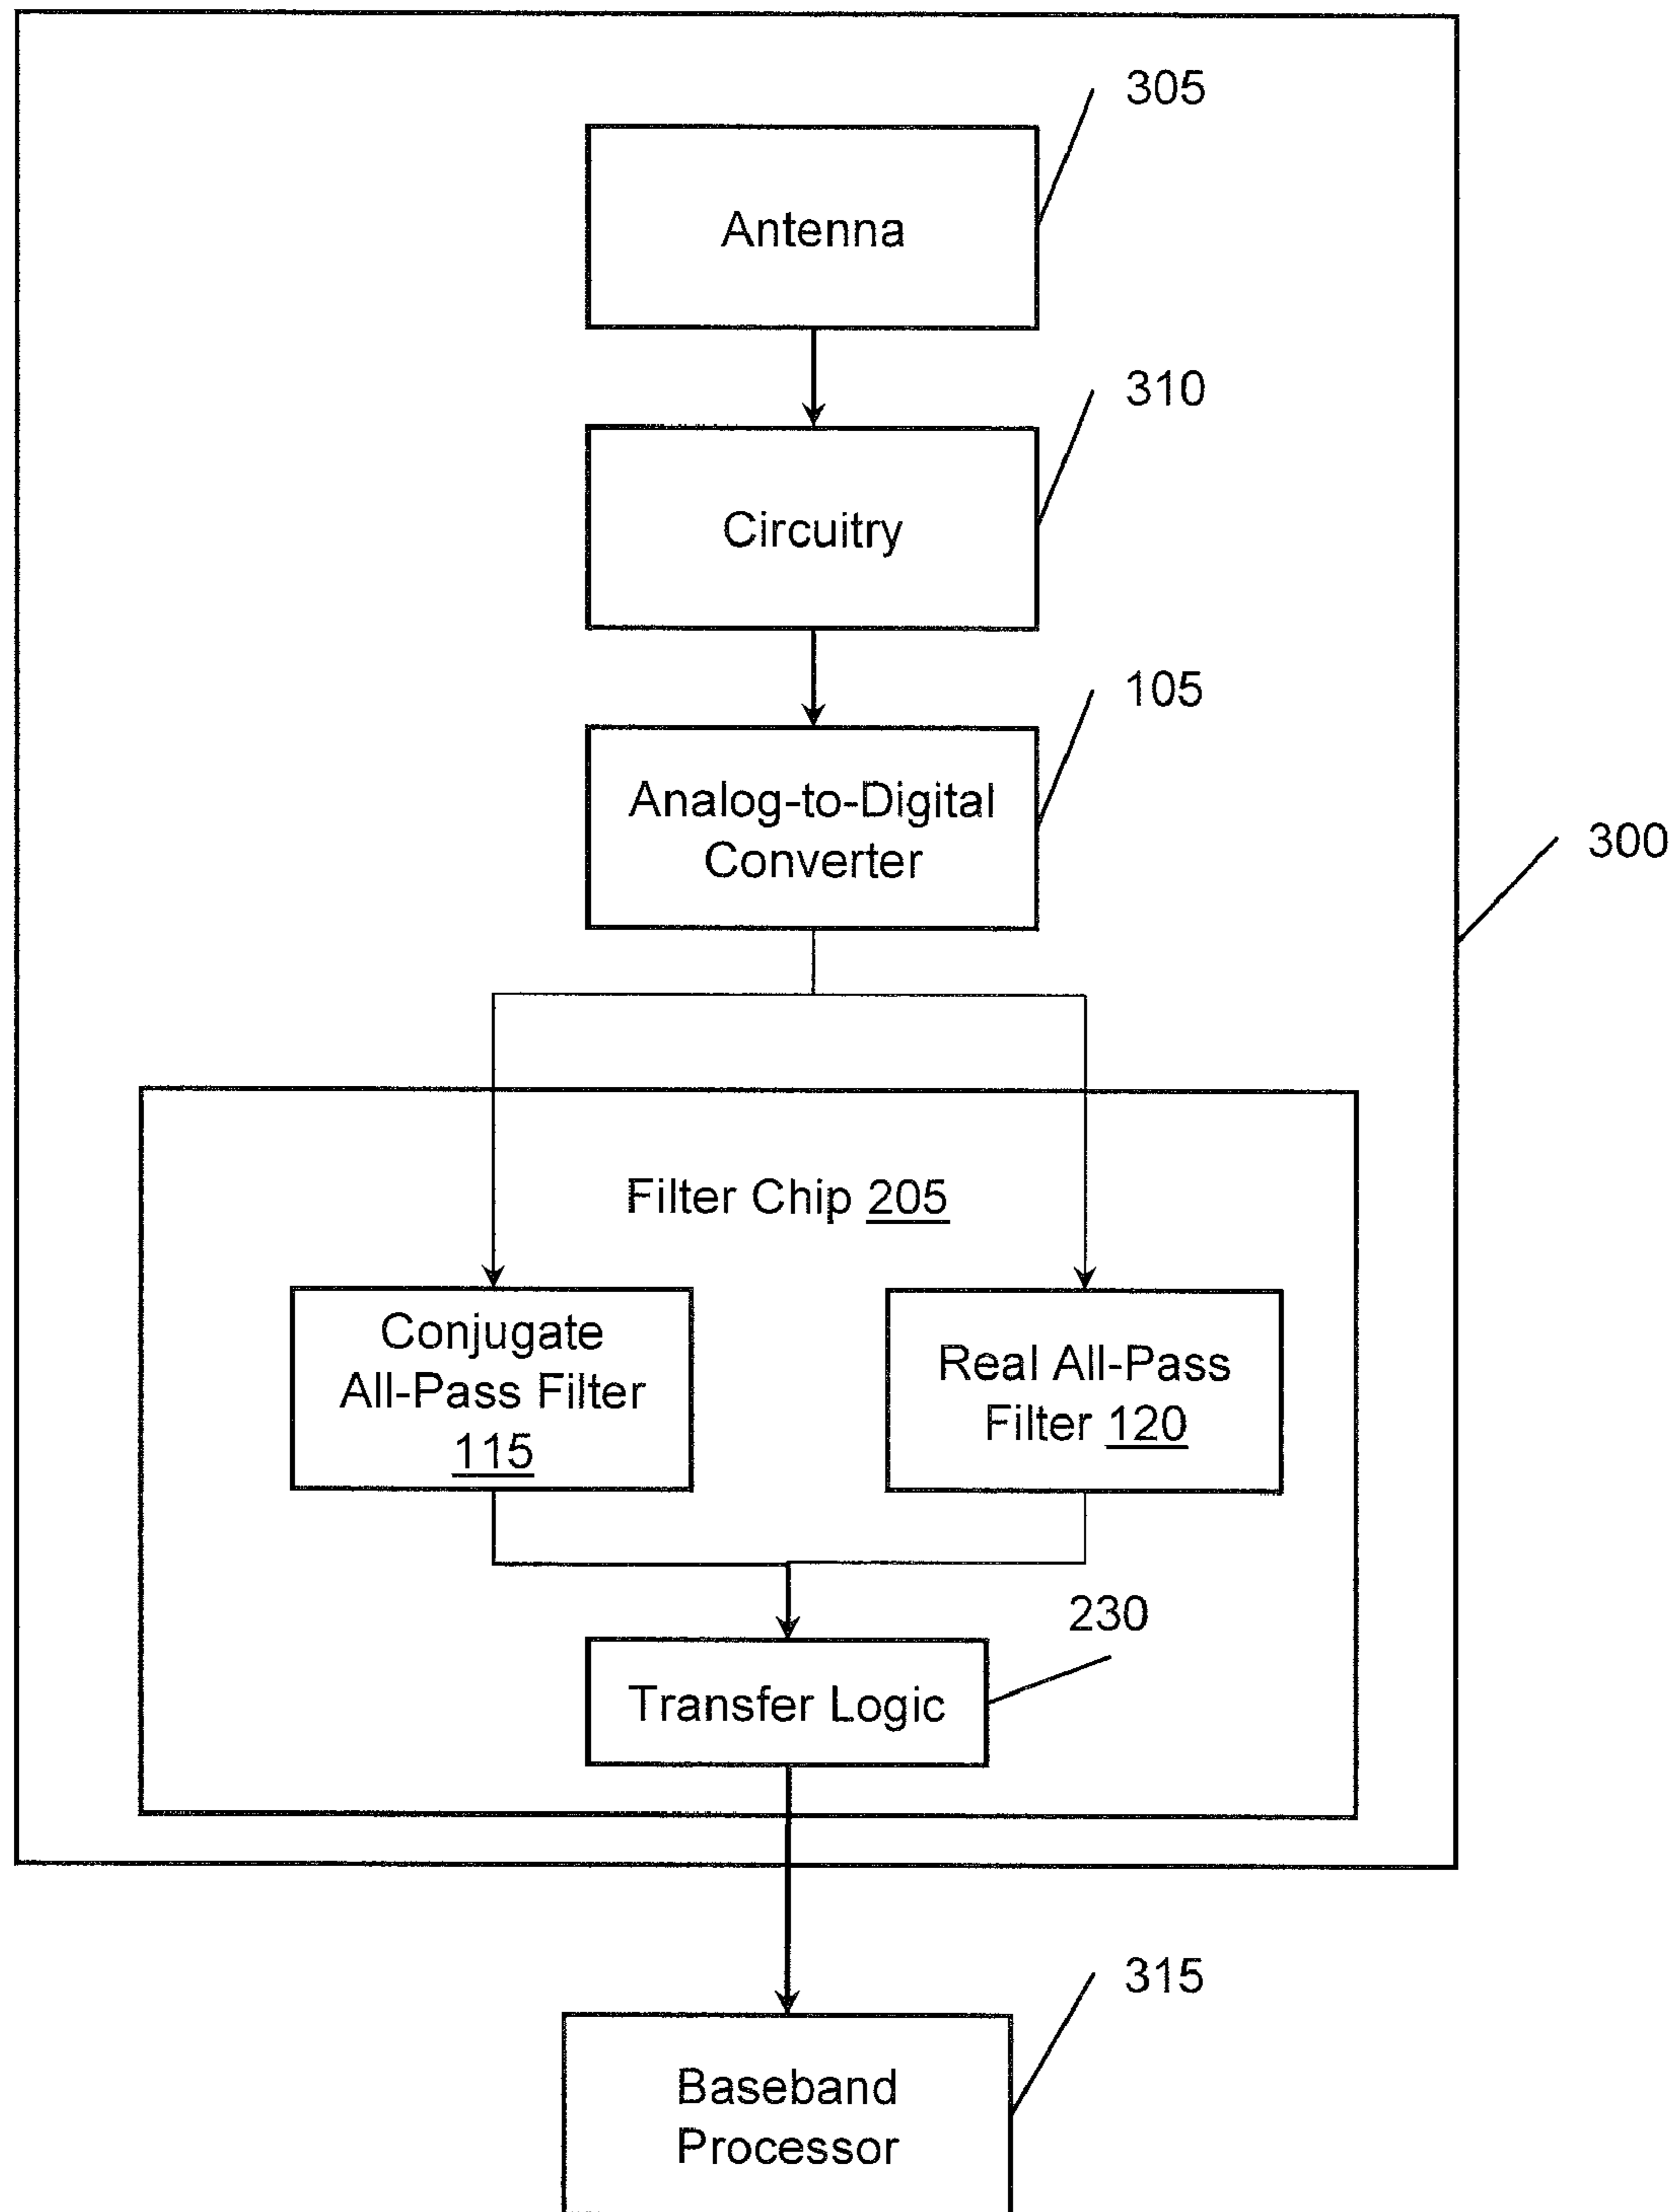 305
Antenna
310
Circuitry
105
Analog-to-Digital
Converter
300
Filter Chip 205
Conjugate
All-Pass Filter
115
Real All-Pass
Filter 120
230
Transfer Logic
315
Baseband
Processor